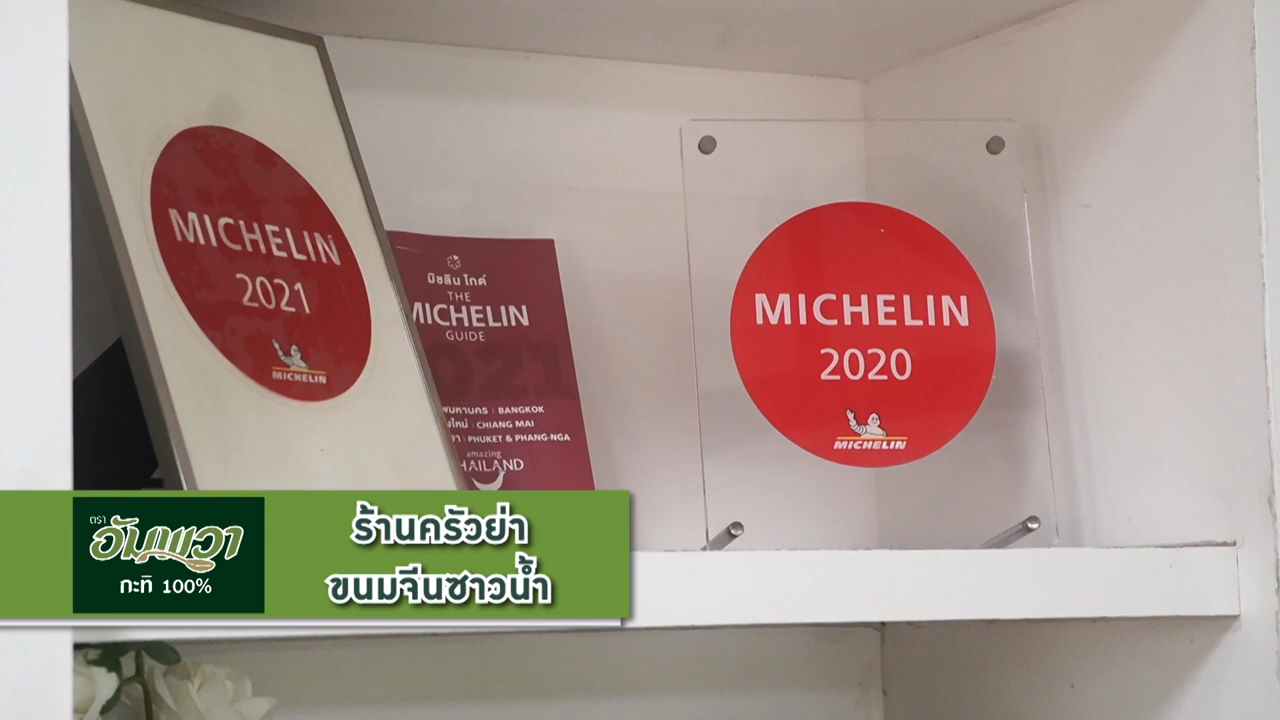 MICHELIN
2021
MICHELIN
มิชลิน ไกด์
THE
MICHELIN
GUIDE
2021
BANGKOK
CHIANG MAI
PHUKET & PHANG-NGA
amazing
THAILAND
MICHELIN
2020
MICHELIN
ตรา
อัมพวา
กะทิ 100%
ร้านครัวย่า
ขนมจีนซาวน้ำ